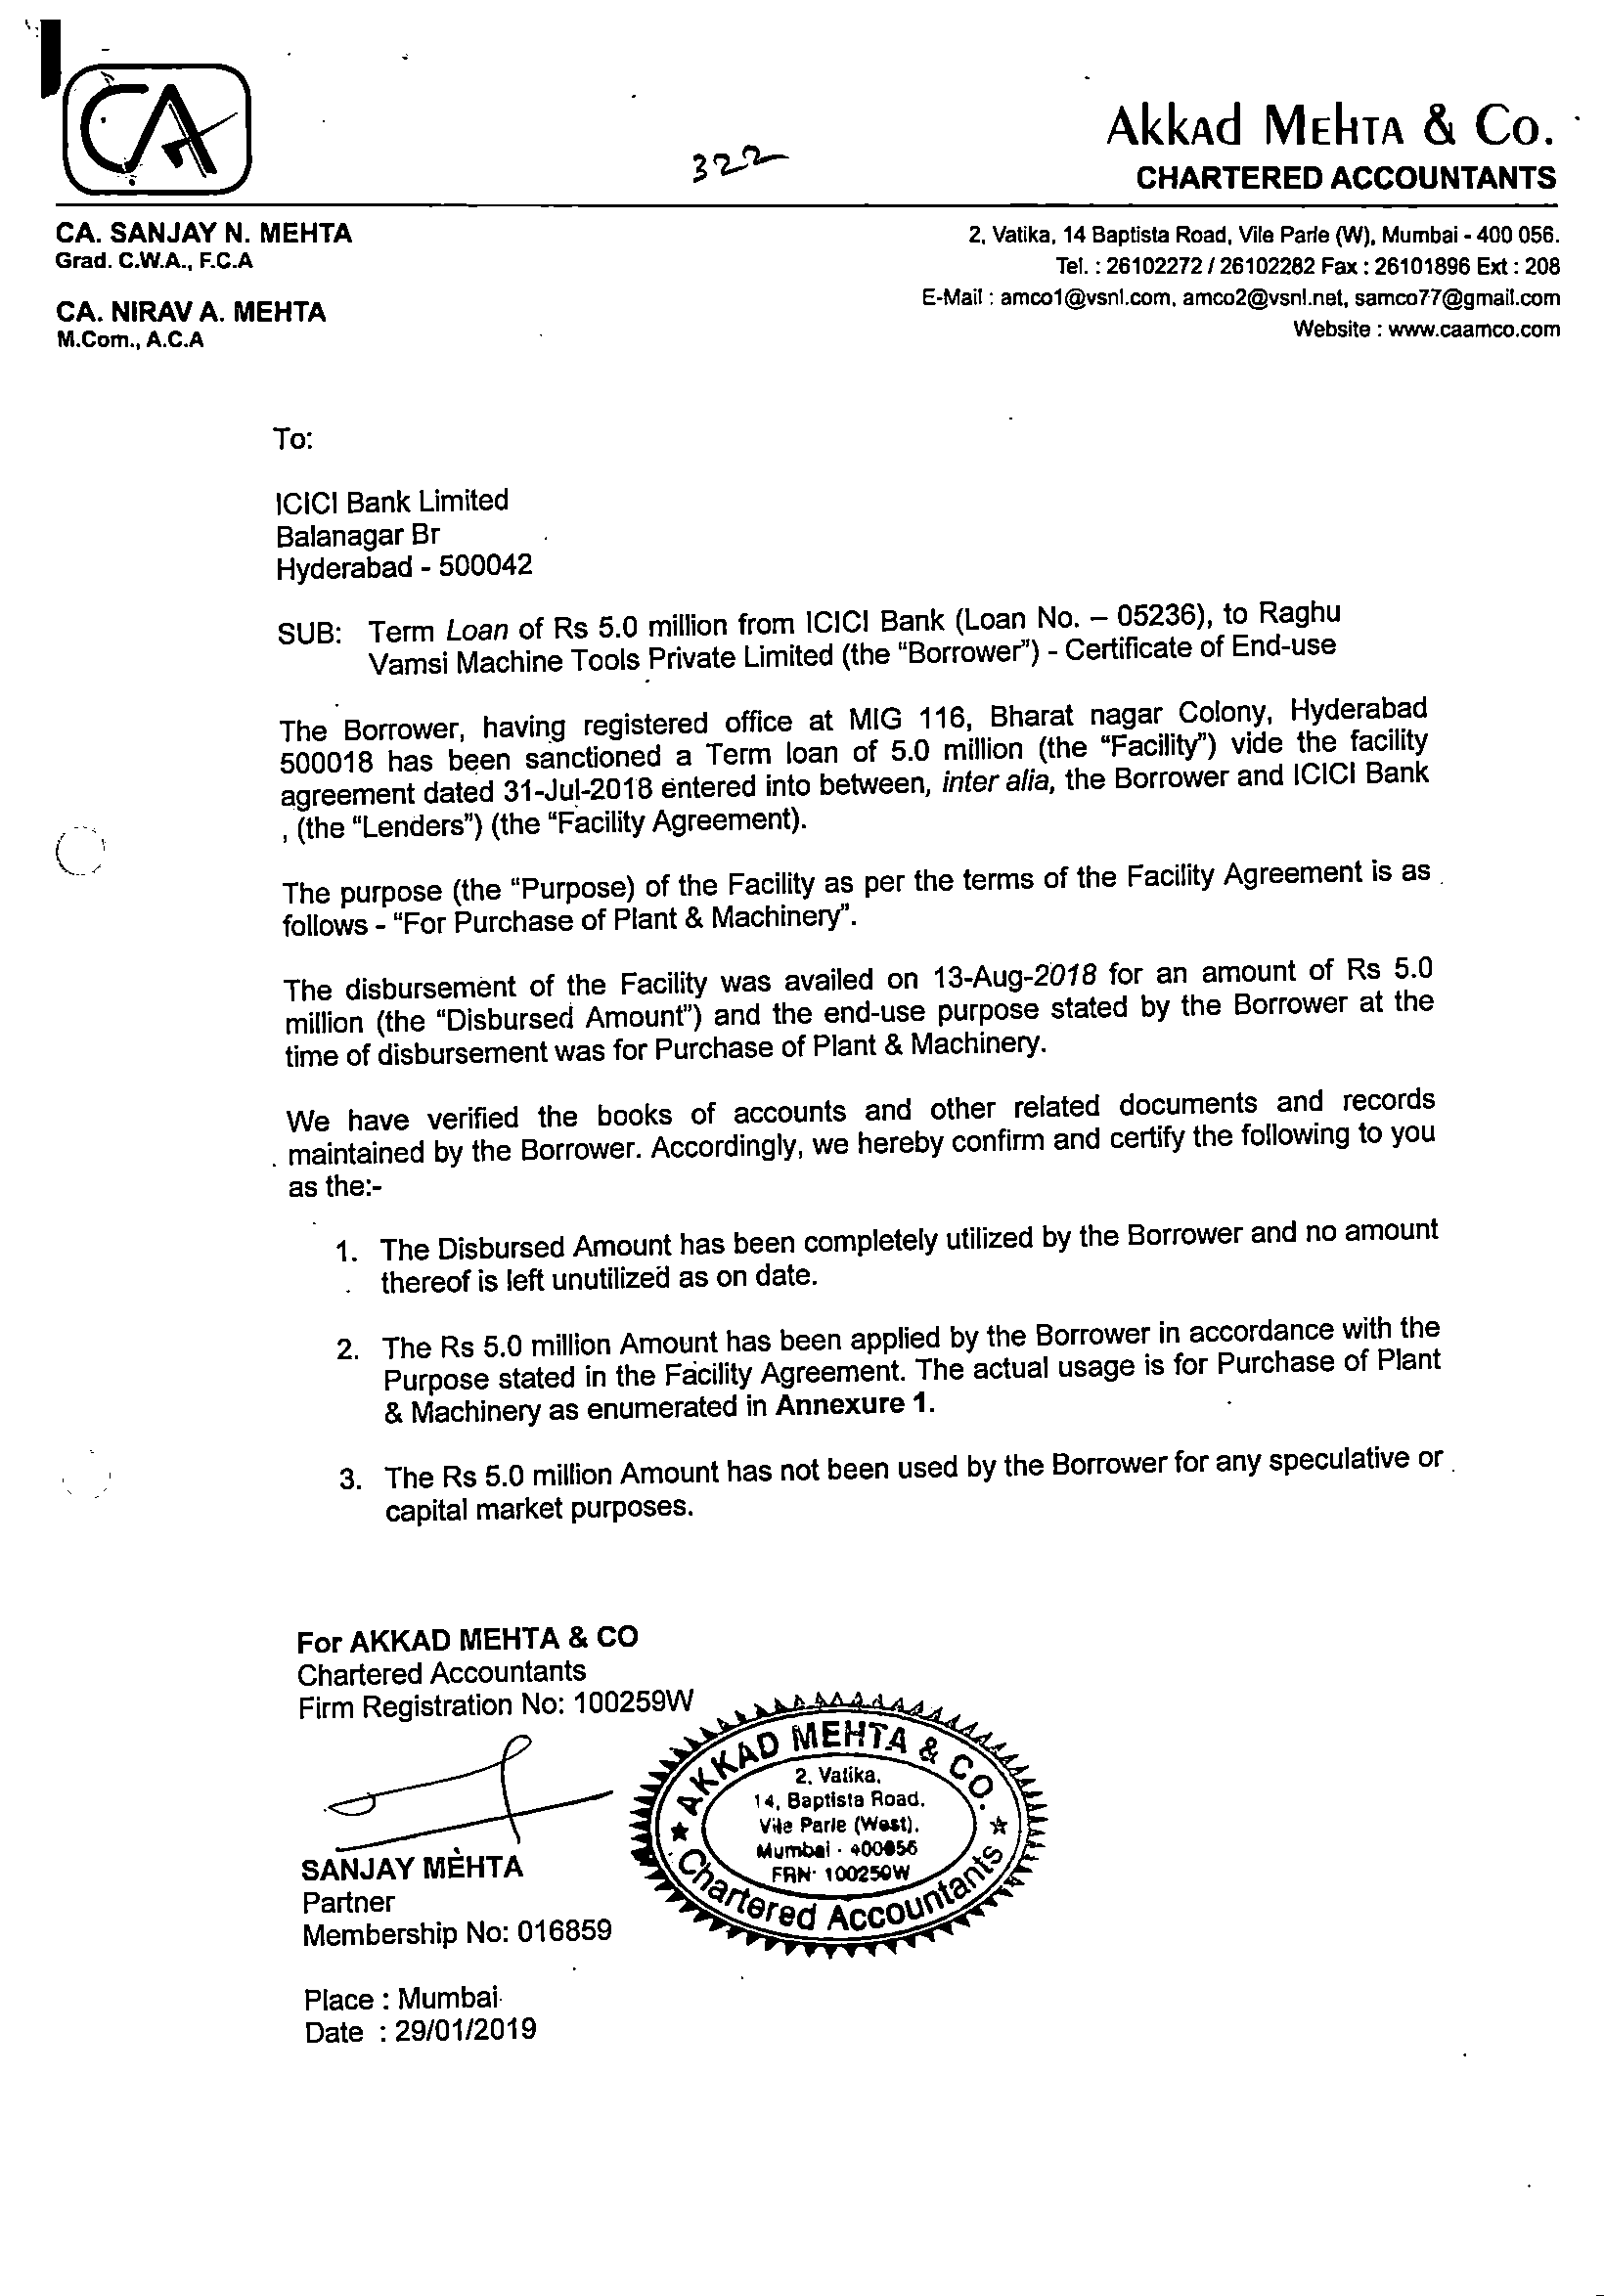 CA
322
Akkad Mehta & Co.
CHARTERED ACCOUNTANTS
CA. SANJAY N. MEHTA
Grad. C.W.A., F.C.A
CA. NIRAV A. MEHTA
M.Com., A.C.A
2, Vatika, 14 Baptista Road, Vile Parle (W), Mumbai - 400 056.
Tel. : 26102272 / 26102282 Fax : 26101896 Ext : 208
E-Mail : amco1@vsnl.com, amco2@vsnl.net, samco77@gmail.com
Website : www.caamco.com
To:
ICICI Bank Limited
Balanagar Br
Hyderabad - 500042
SUB: Term Loan of Rs 5.0 million from ICICI Bank (Loan No. – 05236), to Raghu
Vamsi Machine Tools Private Limited (the “Borrower”) - Certificate of End-use
The Borrower, having registered office at MIG 116, Bharat nagar Colony, Hyderabad
500018 has been sanctioned a Term loan of 5.0 million (the “Facility”) vide the facility
agreement dated 31-Jul-2018 entered into between, inter alia, the Borrower and ICICI Bank
, (the “Lenders”) (the “Facility Agreement).
The purpose (the “Purpose) of the Facility as per the terms of the Facility Agreement is as
follows - “For Purchase of Plant & Machinery”.
The disbursement of the Facility was availed on 13-Aug-2018 for an amount of Rs 5.0
million (the “Disbursed Amount”) and the end-use purpose stated by the Borrower at the
time of disbursement was for Purchase of Plant & Machinery.
We have verified the books of accounts and other related documents and records
maintained by the Borrower. Accordingly, we hereby confirm and certify the following to you
as the:-
1. The Disbursed Amount has been completely utilized by the Borrower and no amount
thereof is left unutilized as on date.
2. The Rs 5.0 million Amount has been applied by the Borrower in accordance with the
Purpose stated in the Facility Agreement. The actual usage is for Purchase of Plant
& Machinery as enumerated in Annexure 1.
3. The Rs 5.0 million Amount has not been used by the Borrower for any speculative or
capital market purposes.
For AKKAD MEHTA & CO
Chartered Accountants
Firm Registration No: 100259W
AKKAD MEHTA & CO.
2, Vatika,
14, Baptista Road,
Vile Parle (West),
Mumbai - 400056
FRN- 100259W
Chartered Accountants
SANJAY MEHTA
Partner
Membership No: 016859
Place : Mumbai
Date : 29/01/2019